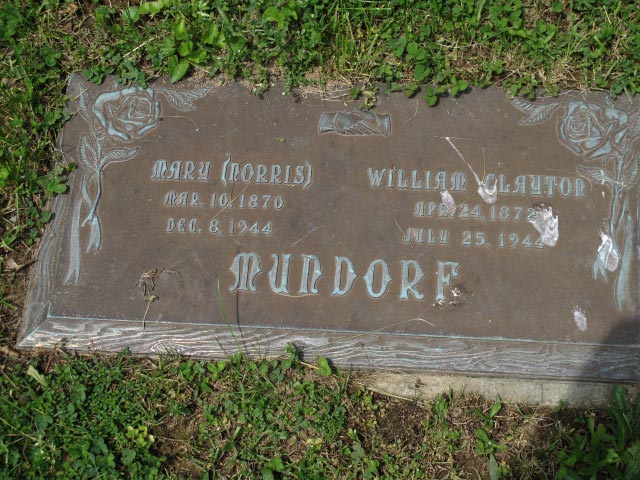 MARY (NORRIS)
MAR. 10, 1870
DEC. 8, 1944
WILLIAM CLAYTON
APR. 24, 1872
JULY 25, 1944
MUNDORF